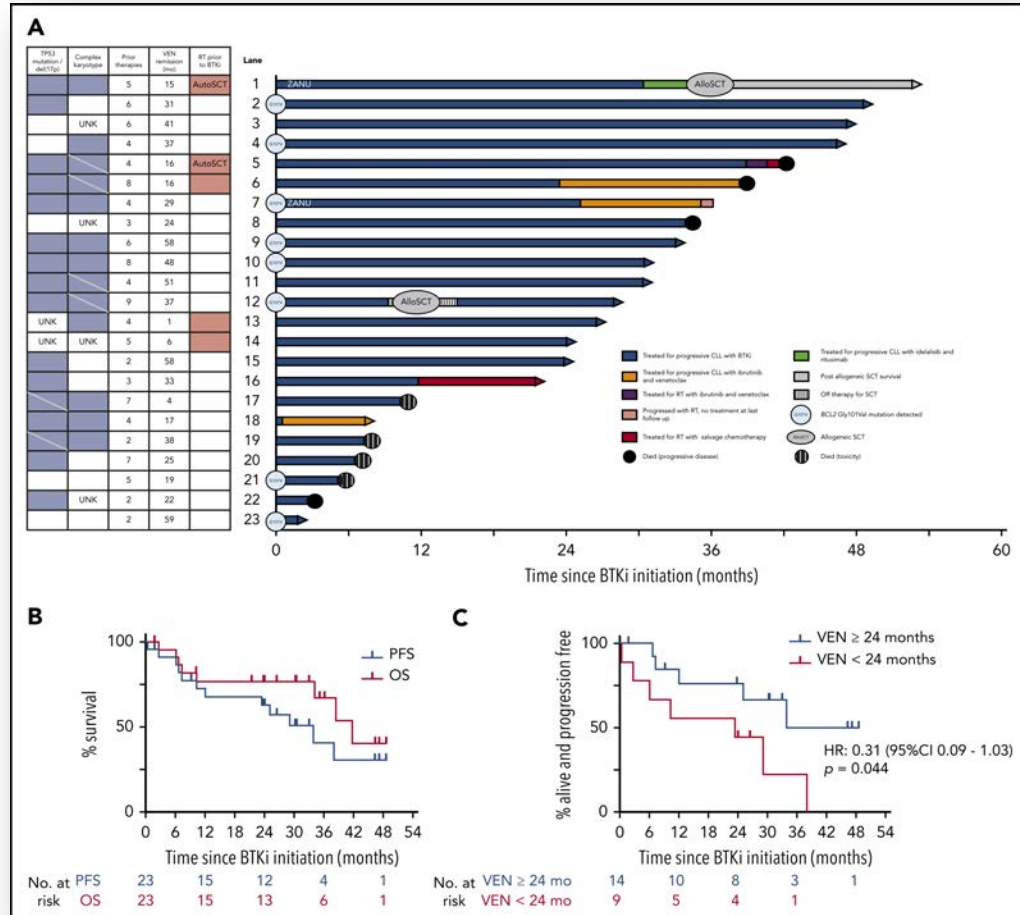 A
TP53 mutation / del(17p)
Complex karyotype
Prior therapies
VEN remission (mo)
RT prior to BTKi
Lane
5 15 AutoSCT 1 ZANU AlloSCT
6 31 2
UNK 6 41 3
4 37 4
4 16 AutoSCT 5
8 16 6
4 29 7 ZANU
UNK 3 24 8
6 58 9
8 48 10
4 51 11
9 37 12 AlloSCT
UNK 4 1 13
UNK UNK 5 6 14
2 58 15
3 33 16
7 4 17
4 17 18
2 38 19
7 25 20
5 19 21
UNK 2 22 22
2 59 23
Treated for progressive CLL with BTKi
Treated for progressive CLL with ibrutinib and venetoclax
Treated for RT with ibrutinib and venetoclax
Progressed with RT, no treatment at last follow up
Treated for RT with salvage chemotherapy
Died (progressive disease)
Treated for progressive CLL with idelalisib and rituximab
Post allogeneic SCT survival
Off therapy for SCT
BCL2 Gly101Val mutation detected
Allogeneic SCT
Died (toxicity)
0 12 24 36 48 60
Time since BTKi initiation (months)
B
% survival
100
50
0
PFS
OS
0 6 12 18 24 30 36 42 48 54
Time since BTKi initiation (months)
No. at risk
PFS 23 15 12 4 1
OS 23 15 13 6 1
C
% alive and progression free
100
50
0
VEN ≥ 24 months
VEN < 24 months
HR: 0.31 (95%CI 0.09 - 1.03)
p = 0.044
0 6 12 18 24 30 36 42 48 54
Time since BTKi initiation (months)
No. at risk
VEN ≥ 24 mo 14 10 8 3 1
VEN < 24 mo 9 5 4 1